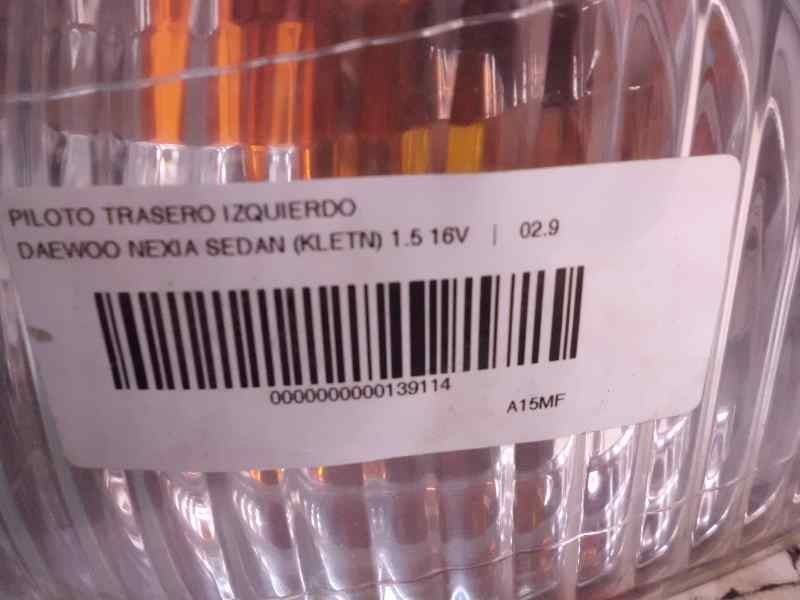 PILOTO TRASERO IZQUIERDO
DAEWOO NEXIA SEDAN (KLETN) 1.5 16V | 02.9
0000000000139114
A15MF